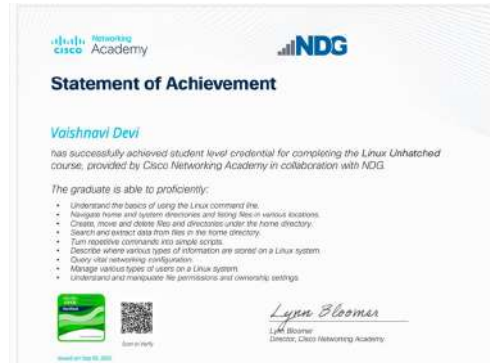 Networking
CISCO Academy
NDG
Statement of Achievement
Vaishnavi Devi
has successfully achieved student level credential for completing the Linux Unhatched
course, provided by Cisco Networking Academy in collaboration with NDG.
The graduate is able to proficiently:
• Understand the basics of using the Linux command line.
• Navigate home and system directories and listing files in various locations.
• Create, move and delete files and directories under the home directory.
• Search and extract data from files in the home directory.
• Turn repetitive commands into simple scripts.
• Describe where various types of information are stored on a Linux system.
• Query vital networking configuration.
• Manage various types of users on a Linux system.
• Understand and manipulate file permissions and ownership settings.
Lynn Bloomer
Lynn Bloomer
Director, Cisco Networking Academy
Scan to Verify